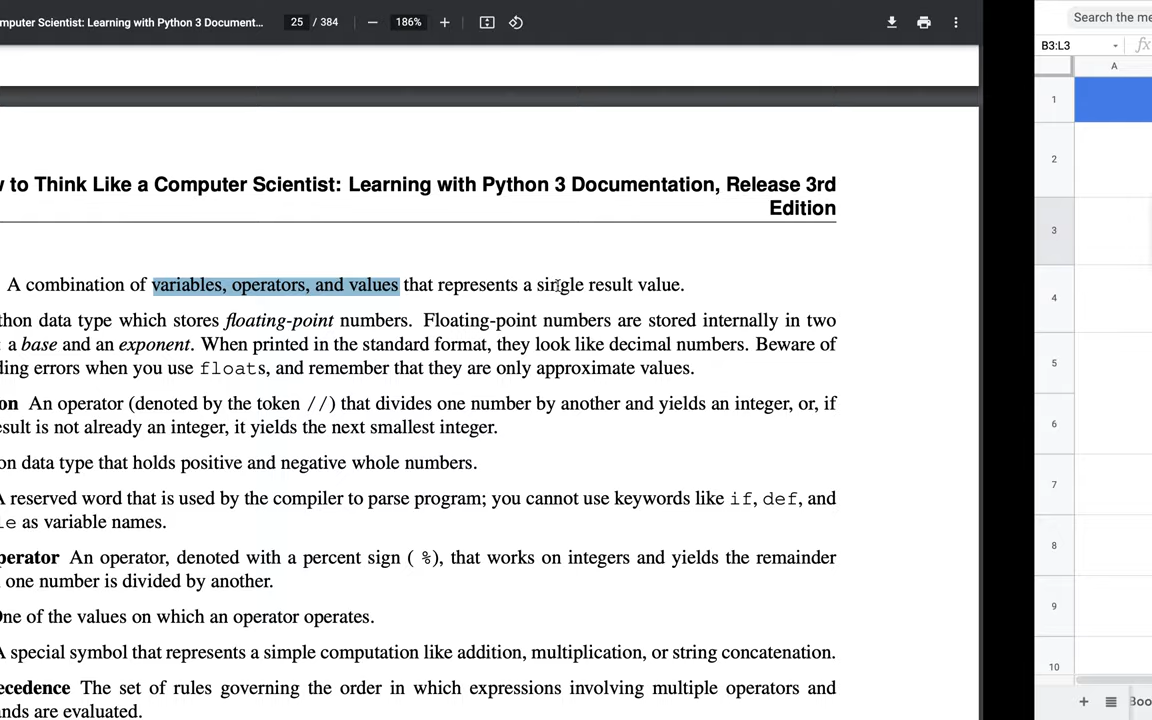 mputer Scientist: Learning with Python 3 Document... 25 / 384 186%
w to Think Like a Computer Scientist: Learning with Python 3 Documentation, Release 3rd
Edition
A combination of variables, operators, and values that represents a single result value.
thon data type which stores floating-point numbers. Floating-point numbers are stored internally in two
: a base and an exponent. When printed in the standard format, they look like decimal numbers. Beware of
ding errors when you use floats, and remember that they are only approximate values.
on An operator (denoted by the token //) that divides one number by another and yields an integer, or, if
esult is not already an integer, it yields the next smallest integer.
on data type that holds positive and negative whole numbers.
A reserved word that is used by the compiler to parse program; you cannot use keywords like if, def, and
le as variable names.
perator An operator, denoted with a percent sign ( %), that works on integers and yields the remainder
one number is divided by another.
One of the values on which an operator operates.
A special symbol that represents a simple computation like addition, multiplication, or string concatenation.
ecedence The set of rules governing the order in which expressions involving multiple operators and
nds are evaluated.
Search the me
B3:L3 fx
A
1
2
3
4
5
6
7
8
9
10
Boo